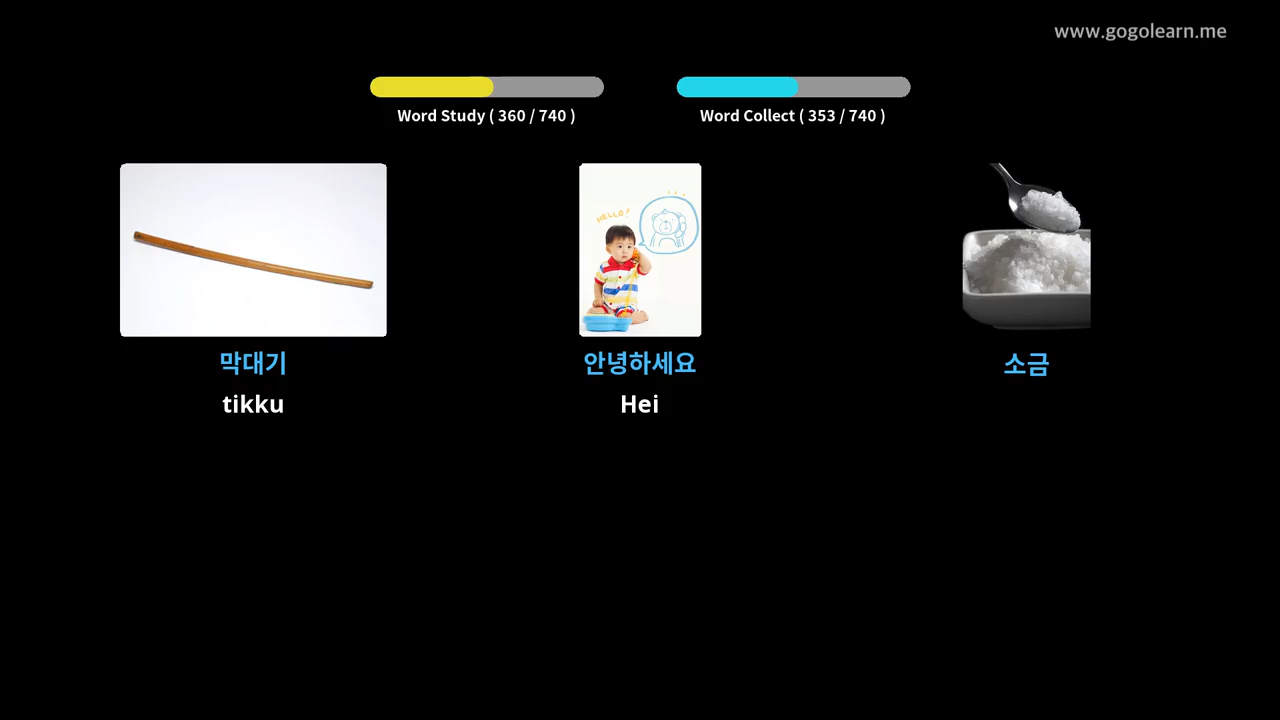 www.gogolearn.me
Word Study ( 360 / 740 )
Word Collect ( 353 / 740 )
HELLO?
막대기
안녕하세요
소금
tikku
Hei